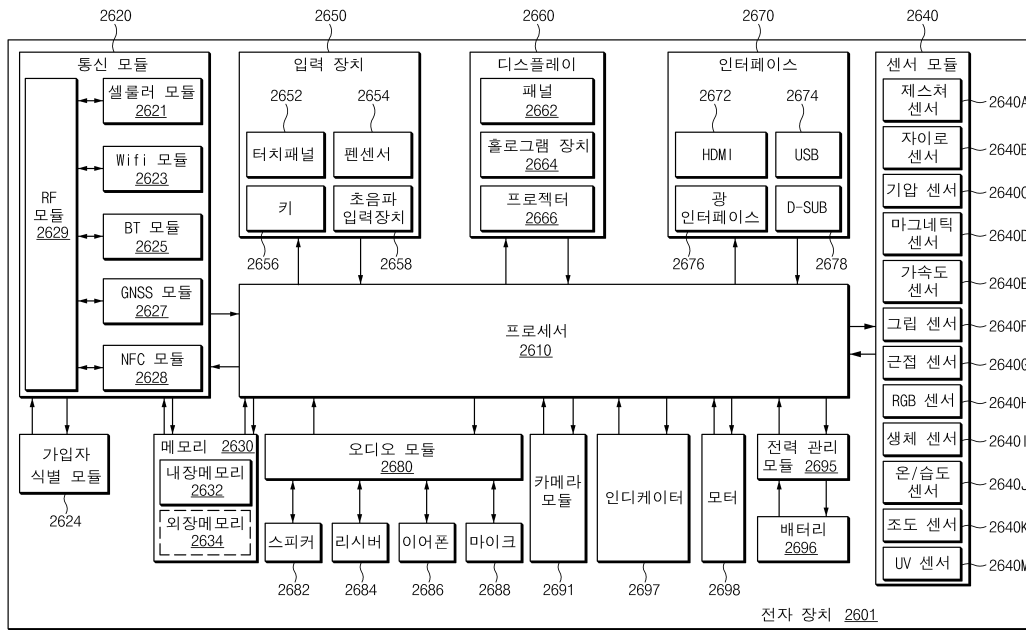 2620
2650
2660
2670
2640
통신 모듈
입력 장치
디스플레이
인터페이스
센서 모듈
RF
모듈
2629
셀룰러 모듈
2621
Wifi 모듈
2623
BT 모듈
2625
GNSS 모듈
2627
NFC 모듈
2628
2652
2654
터치패널
펜센서
키
초음파
입력장치
2656
2658
패널
2662
홀로그램 장치
2664
프로젝터
2666
2672
2674
HDMI
USB
광
인터페이스
D-SUB
2676
2678
제스쳐
센서
2640A
자이로
센서
2640B
기압 센서
2640C
마그네틱
센서
2640D
가속도
센서
2640E
그립 센서
2640F
근접 센서
2640G
RGB 센서
2640H
생체 센서
2640I
온/습도
센서
2640J
조도 센서
2640K
UV 센서
2640M
프로세서
2610
가입자
식별 모듈
2624
메모리 2630
내장메모리
2632
외장메모리
2634
오디오 모듈
2680
스피커
리시버
이어폰
마이크
2682
2684
2686
2688
카메라
모듈
2691
인디케이터
2697
모터
2698
전력 관리
모듈 2695
배터리
2696
전자 장치 2601